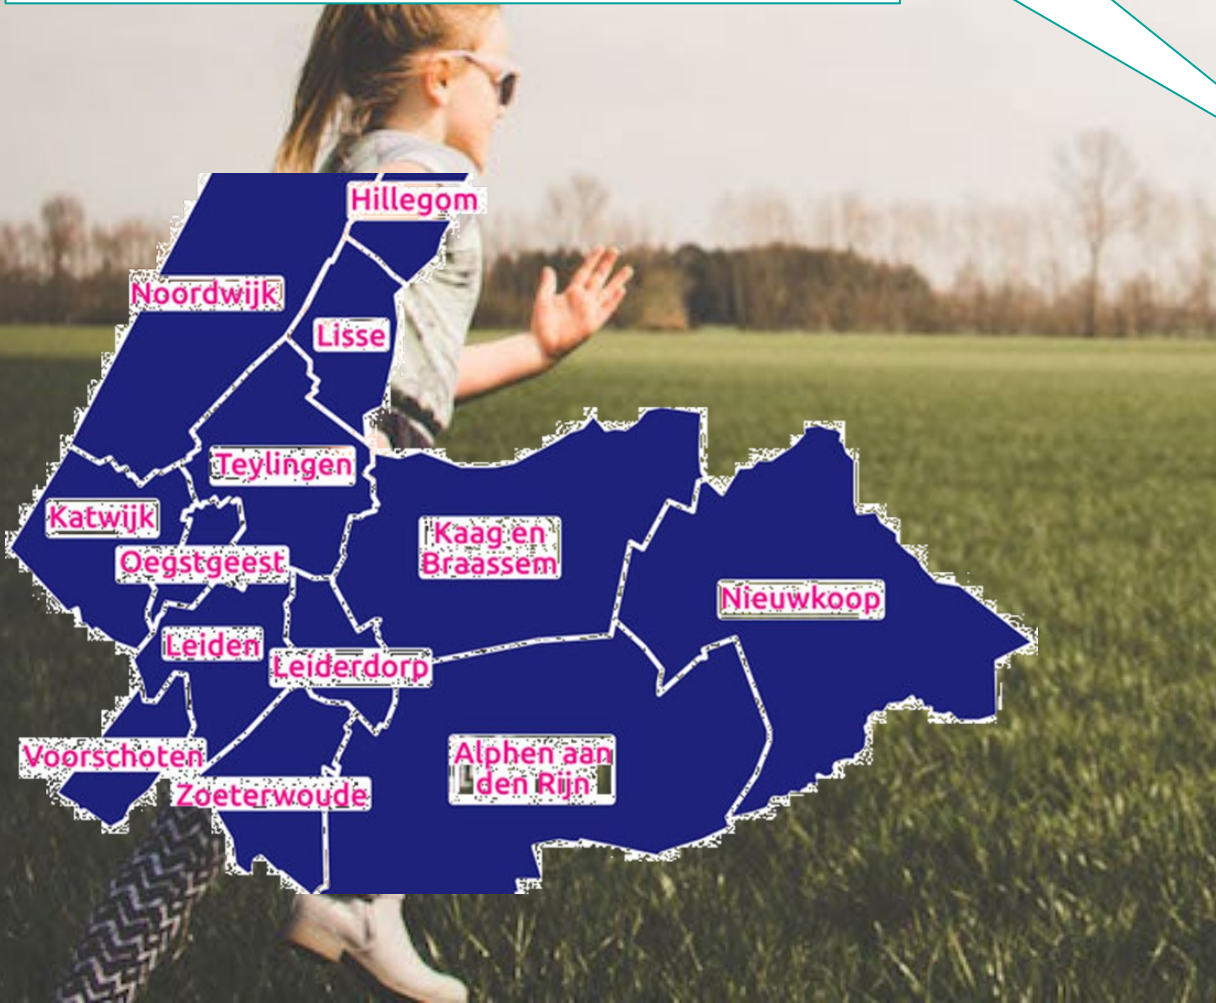 Hillegom
Noordwijk
Lisse
Teylingen
Katwijk
Kaag en
Braassem
Oegstgeest
Nieuwkoop
Leiden
Leiderdorp
Voorschoten
Alphen aan
den Rijn
Zoeterwoude